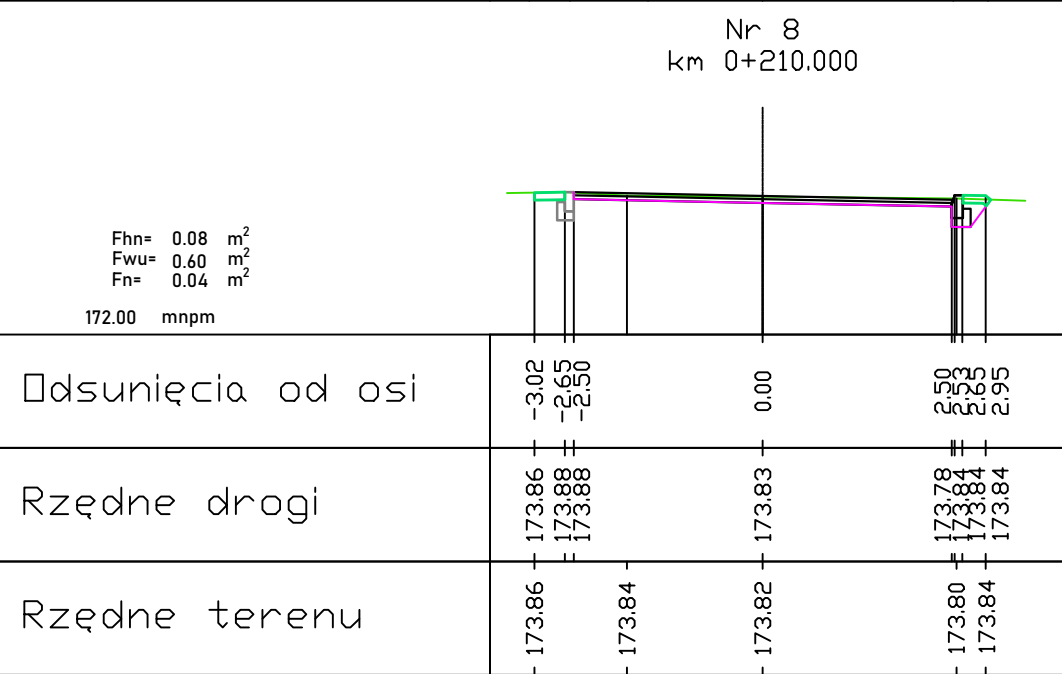 Nr 8
km 0+210.000
Fhn= 0.08 m²
Fwu= 0.60 m²
Fn= 0.04 m²
172.00 mnpm
Odsunięcia od osi
-3.02 -2.65 -2.50 0.00 2.50 2.53 2.65 2.95
Rzędne drogi
173.86 173.88 173.88 173.83 173.78 173.84 173.84 173.84
Rzędne terenu
173.86 173.84 173.82 173.80 173.84